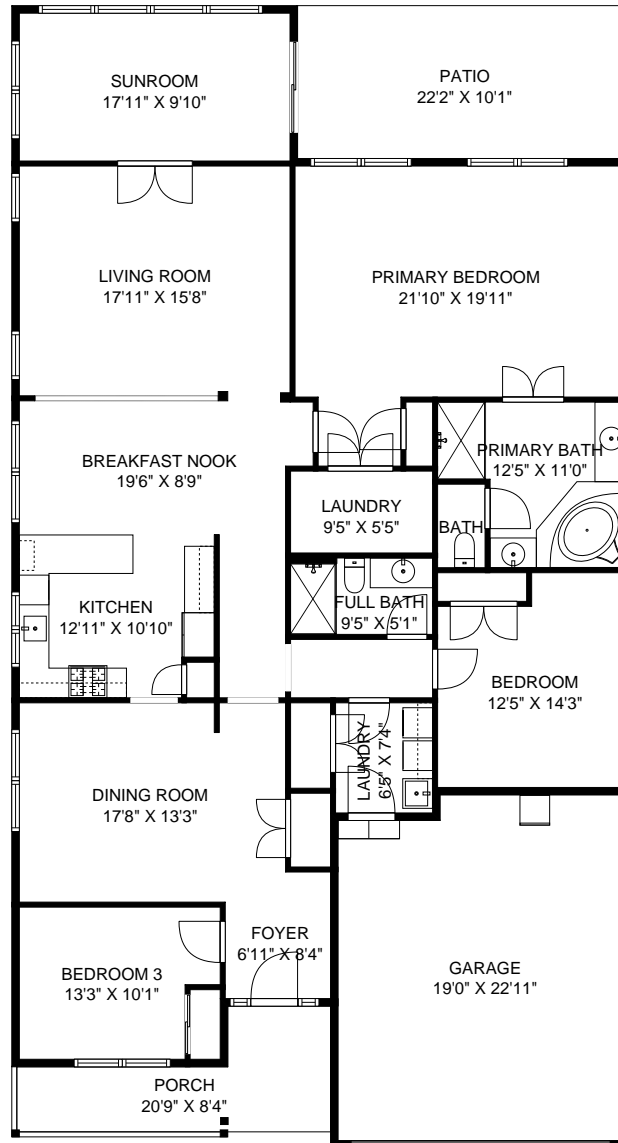 SUNROOM
17'11" X 9'10"
PATIO
22'2" X 10'1"
LIVING ROOM
17'11" X 15'8"
PRIMARY BEDROOM
21'10" X 19'11"
BREAKFAST NOOK
19'6" X 8'9"
PRIMARY BATH
12'5" X 11'0"
LAUNDRY
9'5" X 5'5"
BATH
KITCHEN
12'11" X 10'10"
FULL BATH
9'5" X 5'1"
BEDROOM
12'5" X 14'3"
LAUNDRY
6'5" X 7'4"
DINING ROOM
17'8" X 13'3"
FOYER
6'11" X 8'4"
BEDROOM 3
13'3" X 10'1"
GARAGE
19'0" X 22'11"
PORCH
20'9" X 8'4"